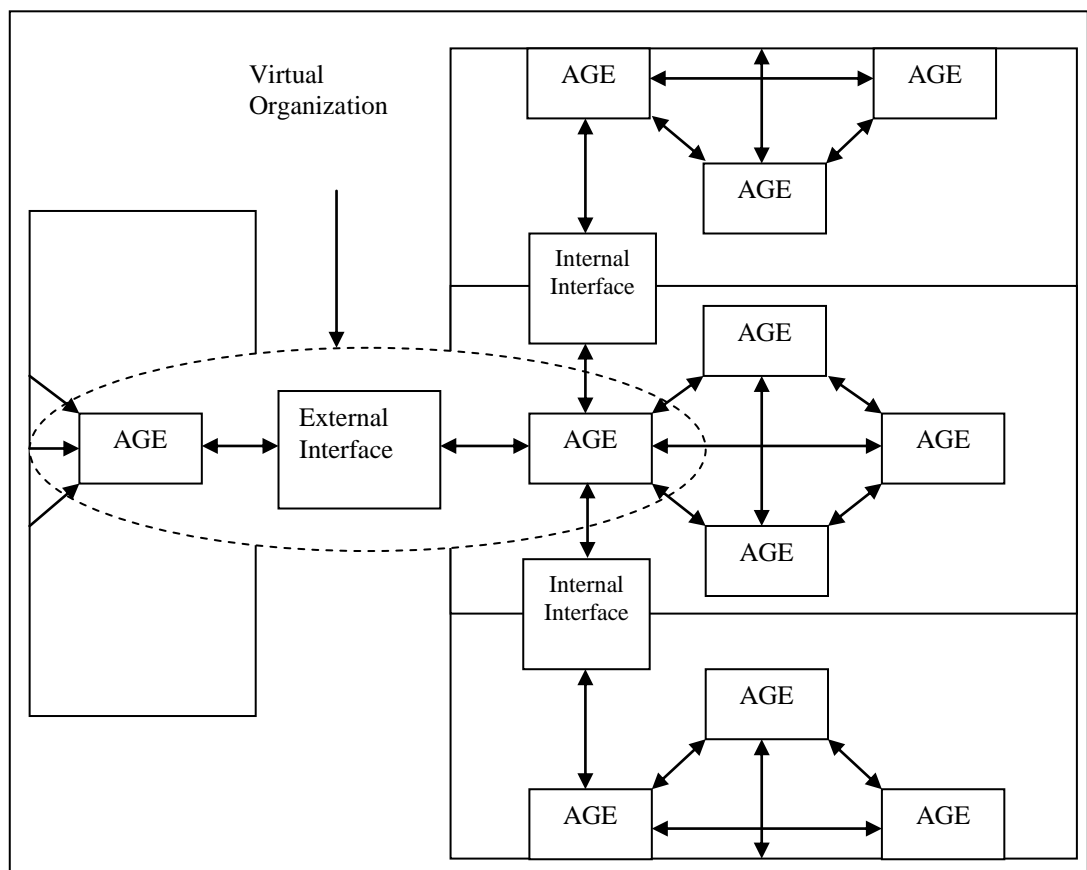 Virtual
Organization
AGE
AGE
AGE
Internal
Interface
AGE
External
Interface
AGE
AGE
AGE
AGE
Internal
Interface
AGE
AGE
AGE